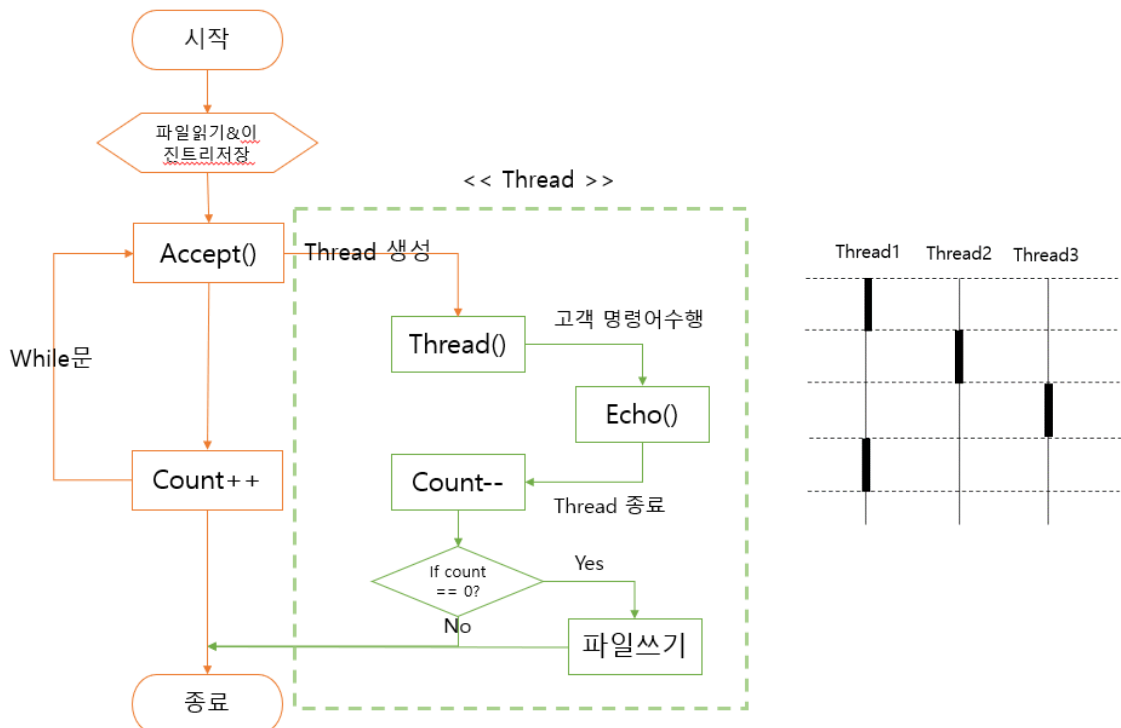 시작
파일읽기&이
진트리저장
<< Thread >>
Accept()
Thread 생성
Thread1
Thread2
Thread3
고객 명령어수행
Thread()
While문
Echo()
Count++
Count--
Thread 종료
If count
== 0?
Yes
No
파일쓰기
종료